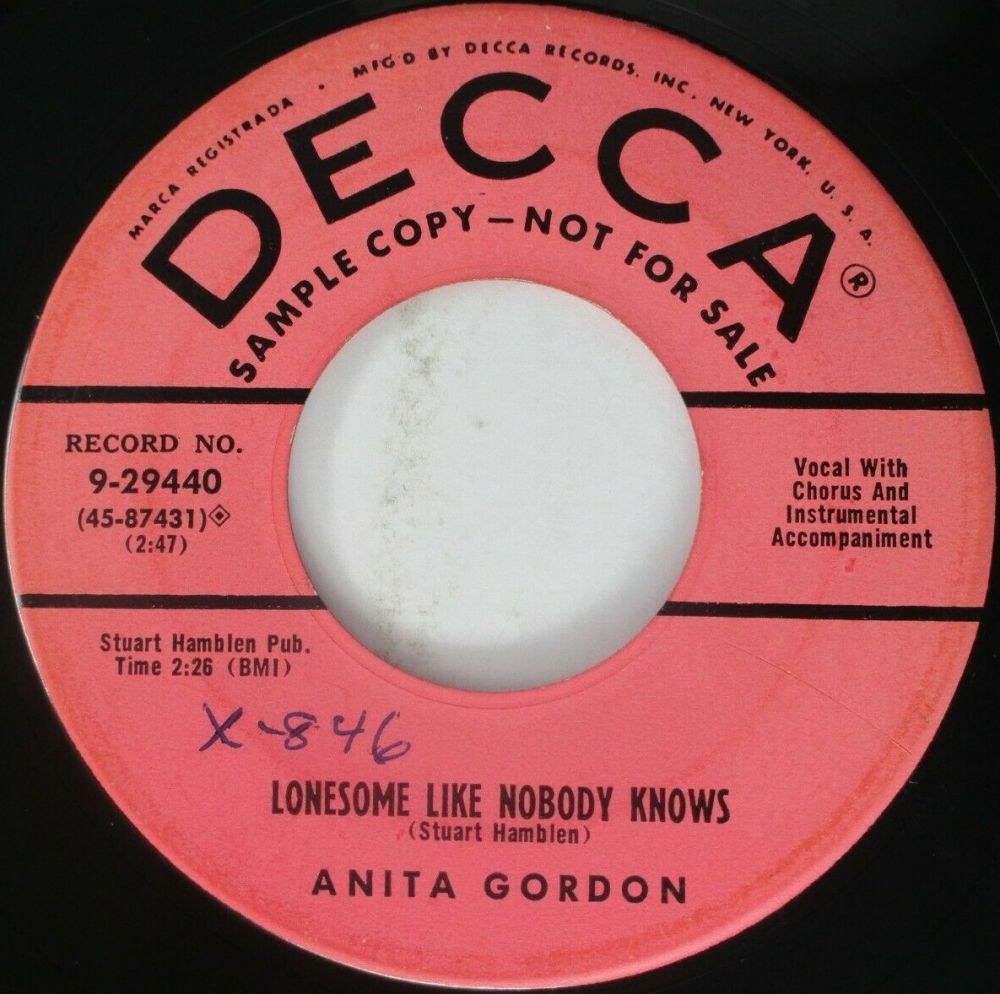 MARCA REGISTRADA • MFG'D BY DECCA RECORDS, INC., NEW YORK, U. S. A.
DECCA®
SAMPLE COPY—NOT FOR SALE
RECORD NO.
9-29440
(45-87431)
(2:47)
Vocal With
Chorus And
Instrumental
Accompaniment
Stuart Hamblen Pub.
Time 2:26 (BMI)
X-846
LONESOME LIKE NOBODY KNOWS
(Stuart Hamblen)
ANITA GORDON